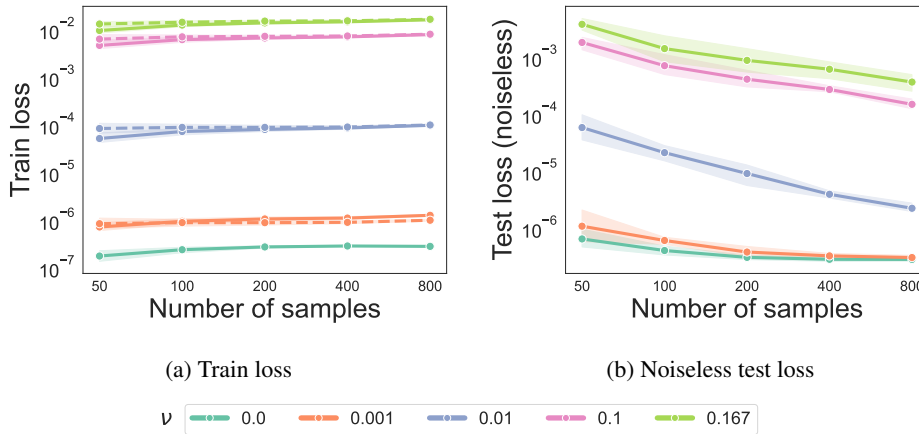 Train loss
10⁻²
10⁻³
10⁻⁴
10⁻⁵
10⁻⁶
10⁻⁷
50 100 200 400 800
Number of samples
(a) Train loss
Test loss (noiseless)
10⁻³
10⁻⁴
10⁻⁵
10⁻⁶
50 100 200 400 800
Number of samples
(b) Noiseless test loss
ν 0.0 0.001 0.01 0.1 0.167